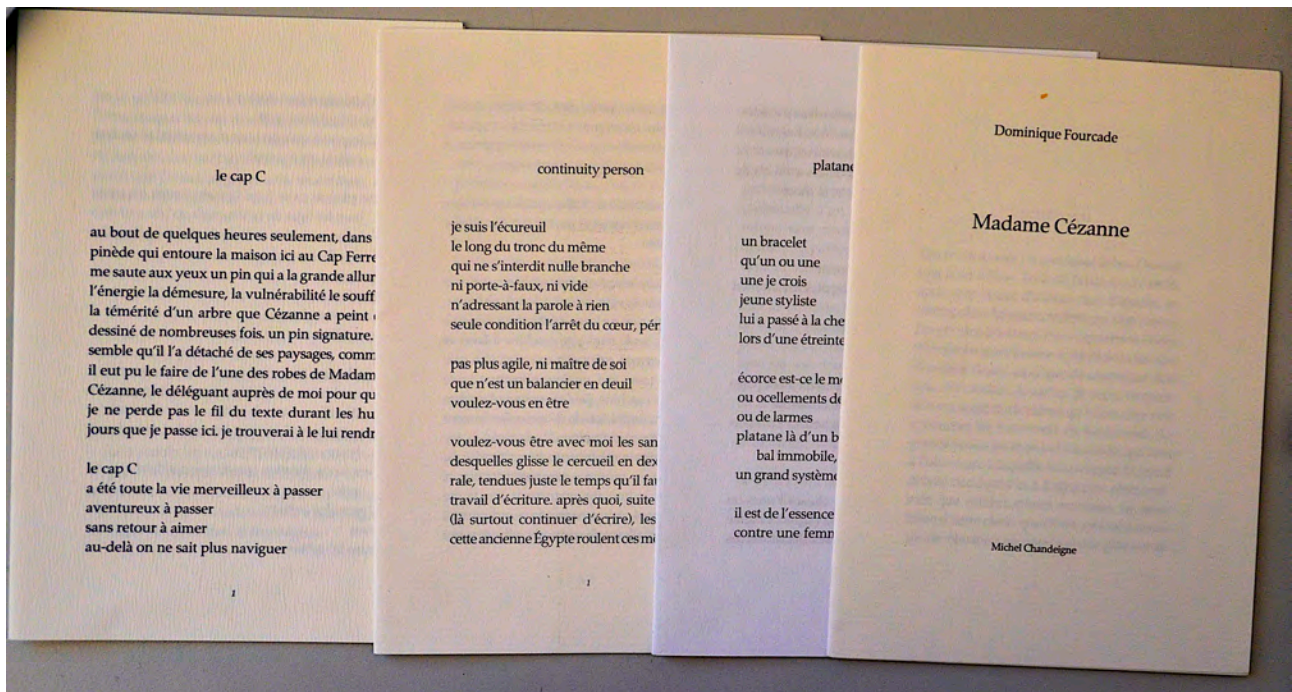 le cap C
au bout de quelques heures seulement, dans
pinède qui entoure la maison ici au Cap Ferre
me saute aux yeux un pin qui a la grande allur
l'énergie la démesure, la vulnérabilité le souff
la témérité d'un arbre que Cézanne a peint
dessiné de nombreuses fois. un pin signature.
semble qu'il l'a détaché de ses paysages, comm
il eut pu le faire de l'une des robes de Madam
Cézanne, le déléguant auprès de moi pour qu
je ne perde pas le fil du texte durant les hu
jours que je passe ici. je trouverai à le lui rendr
le cap C
a été toute la vie merveilleux à passer
aventureux à passer
sans retour à aimer
au-delà on ne sait plus naviguer
1
continuity person
je suis l'écureuil
le long du tronc du même
qui ne s'interdit nulle branche
ni porte-à-faux, ni vide
n'adressant la parole à rien
seule condition l'arrêt du cœur, pér
pas plus agile, ni maître de soi
que n'est un balancier en deuil
voulez-vous en être
voulez-vous être avec moi les san
desquelles glisse le cercueil en dex
rale, tendues juste le temps qu'il fau
travail d'écriture. après quoi, suite
(là surtout continuer d'écrire), les
cette ancienne Égypte roulent ces m
1
platane
un bracelet
qu'un ou une
une je crois
jeune styliste
lui a passé à la che
lors d'une étreinte
écorce est-ce le m
ou ocellements de
ou de larmes
platane là d'un b
bal immobile,
un grand système
il est de l'essence
contre une femm
Dominique Fourcade
Madame Cézanne
Michel Chandeigne